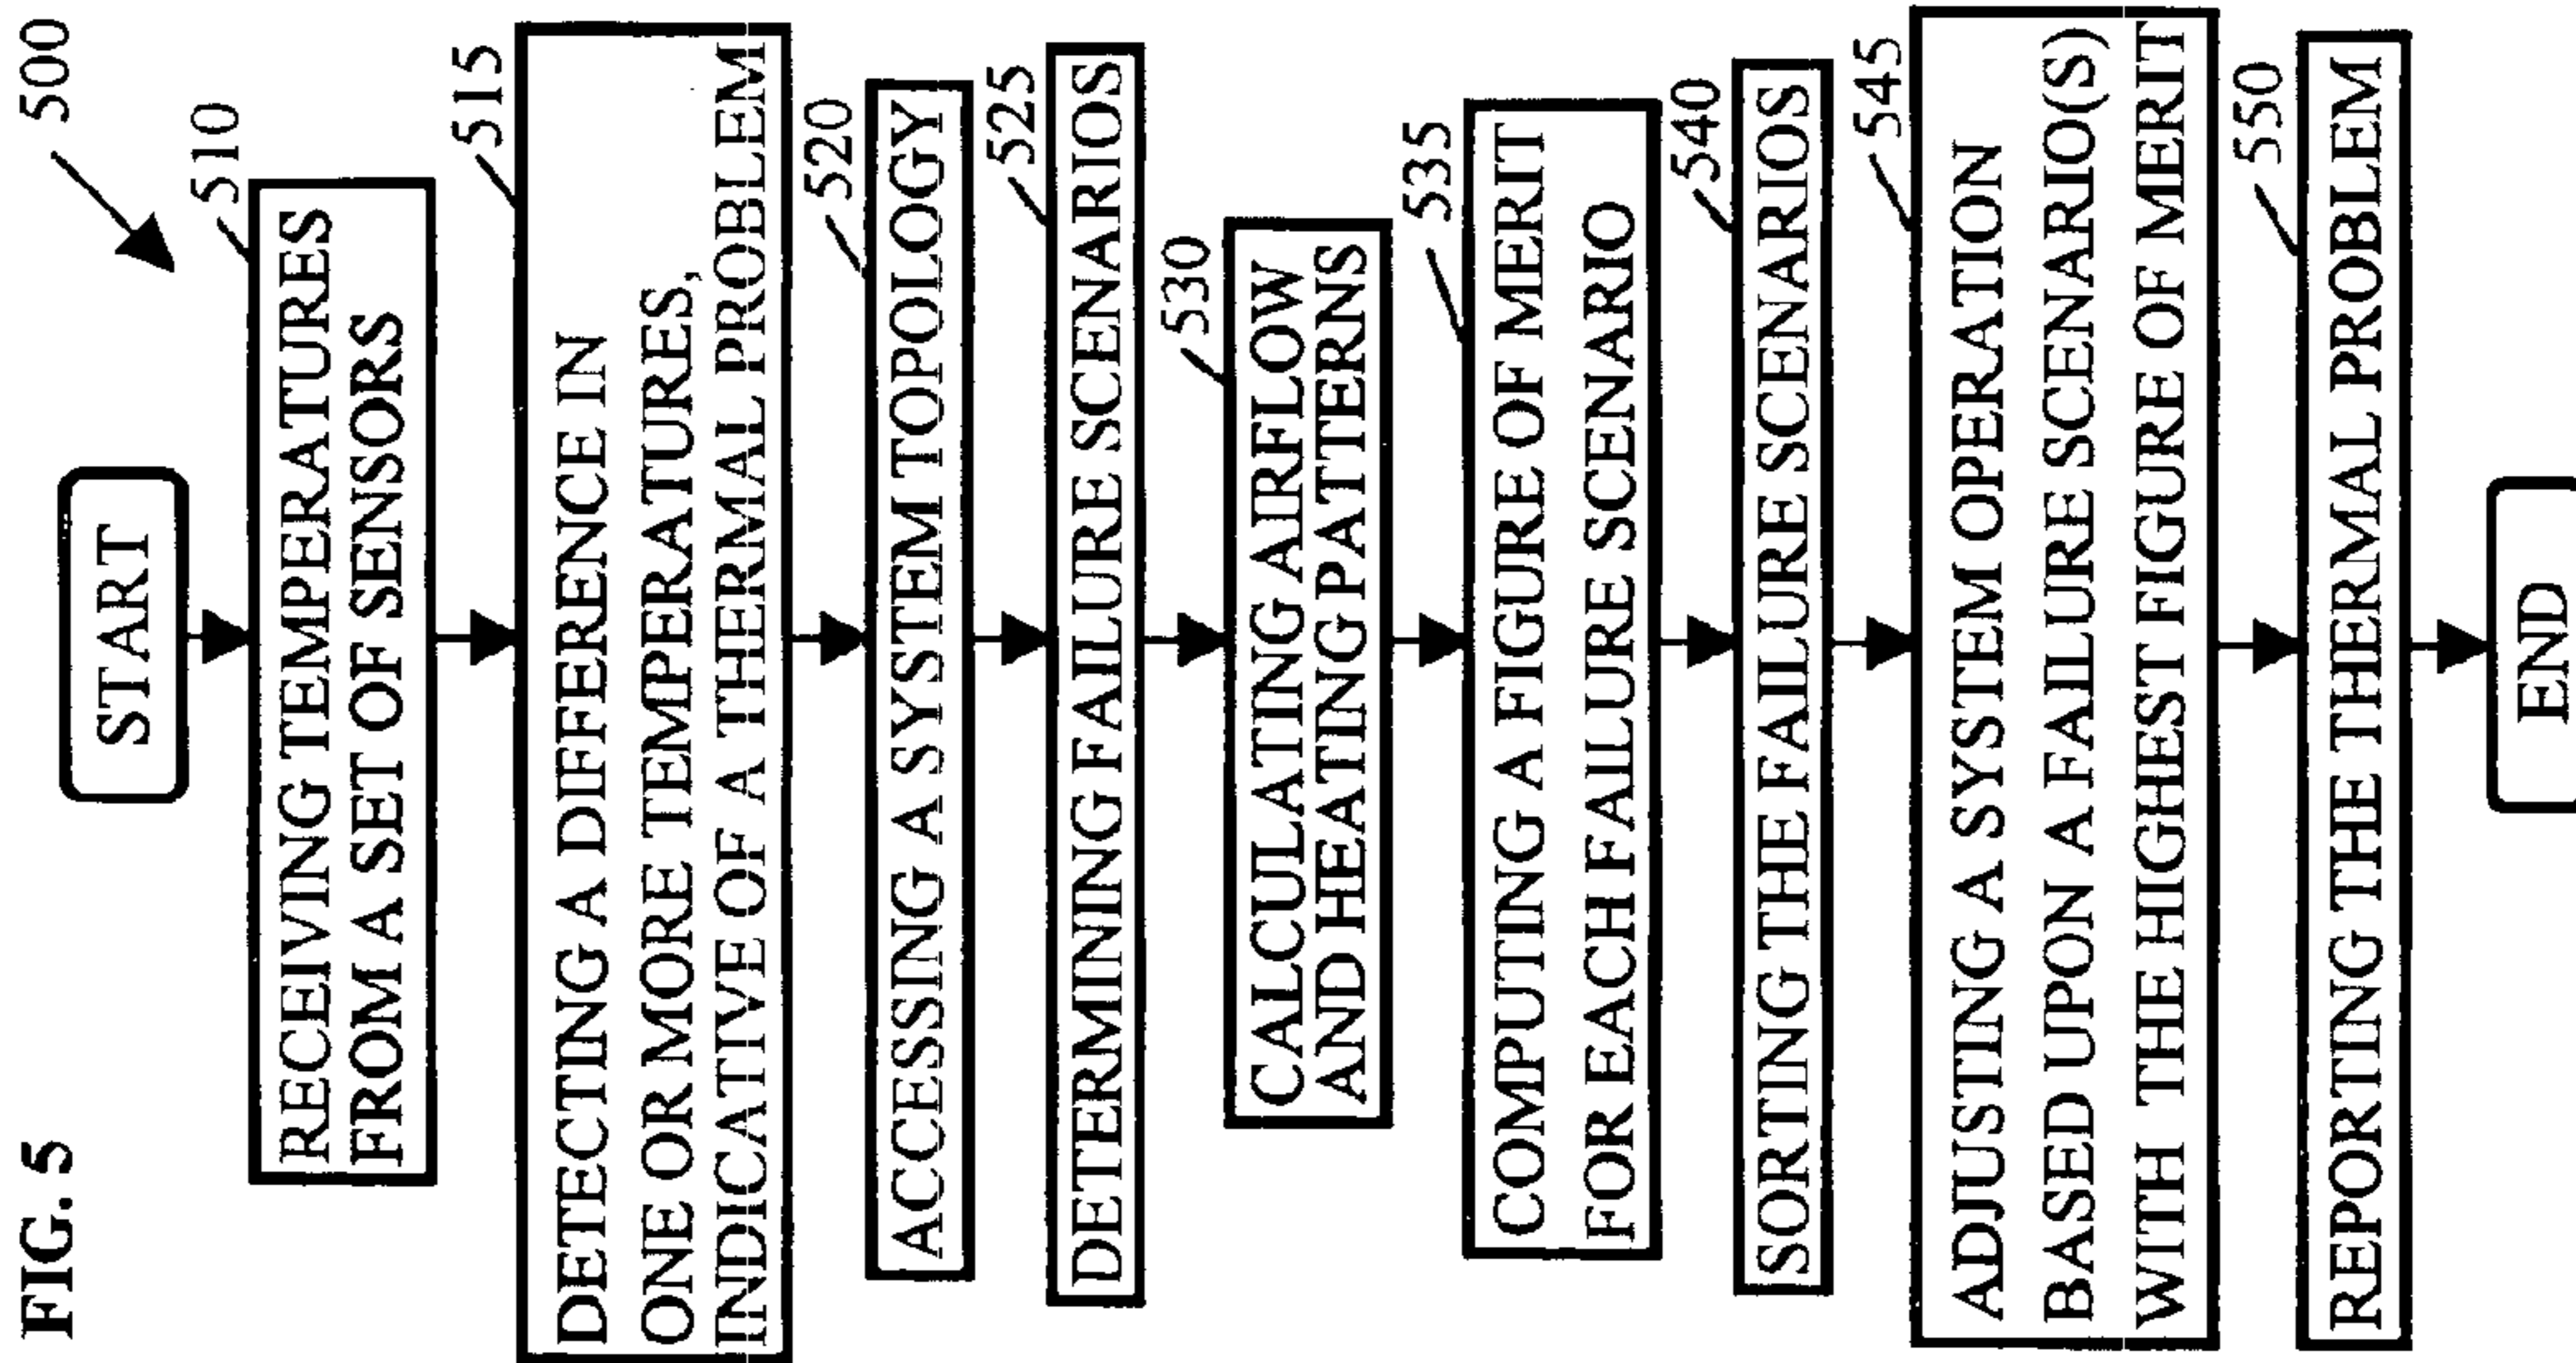 FIG. 5
500
START
510
RECEIVING TEMPERATURES
FROM A SET OF SENSORS
515
DETECTING A DIFFERENCE IN
ONE OR MORE TEMPERATURES,
INDICATIVE OF A THERMAL PROBLEM
520
ACCESSING A SYSTEM TOPOLOGY
525
DETERMINING FAILURE SCENARIOS
530
CALCULATING AIRFLOW
AND HEATING PATTERNS
535
COMPUTING A FIGURE OF MERIT
FOR EACH FAILURE SCENARIO
540
SORTING THE FAILURE SCENARIOS
545
ADJUSTING A SYSTEM OPERATION
BASED UPON A FAILURE SCENARIO(S)
WITH THE HIGHEST FIGURE OF MERIT
550
REPORTING THE THERMAL PROBLEM
END